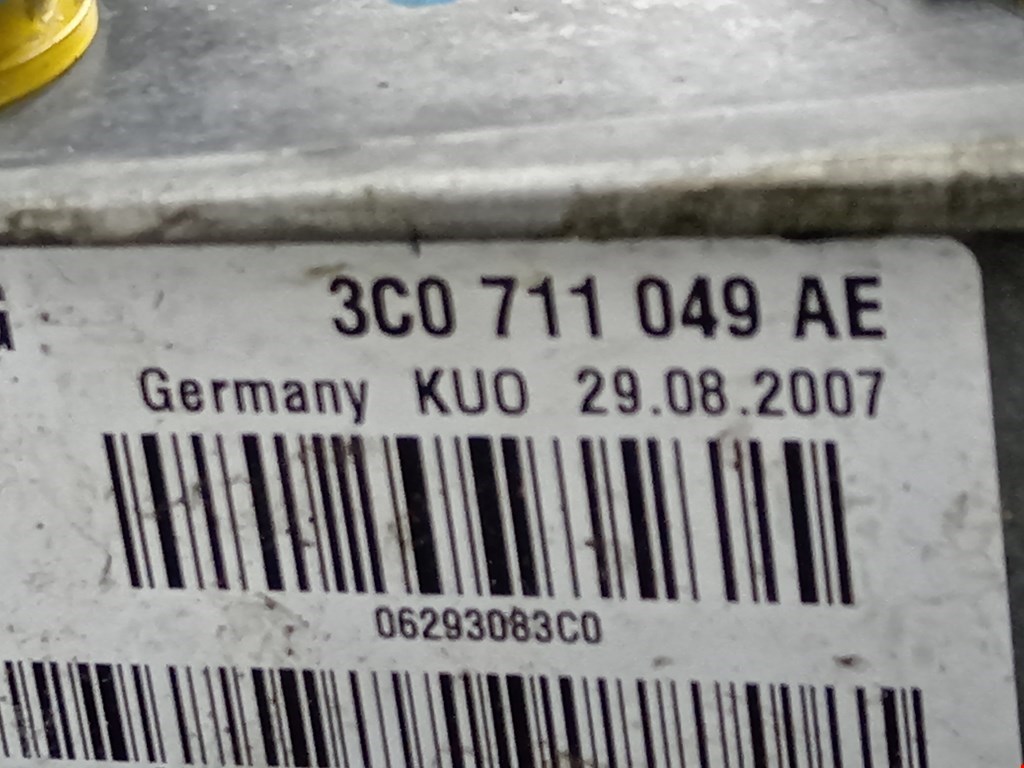 3C0 711 049 AE
Germany KUO 29.08.2007
06293083C0